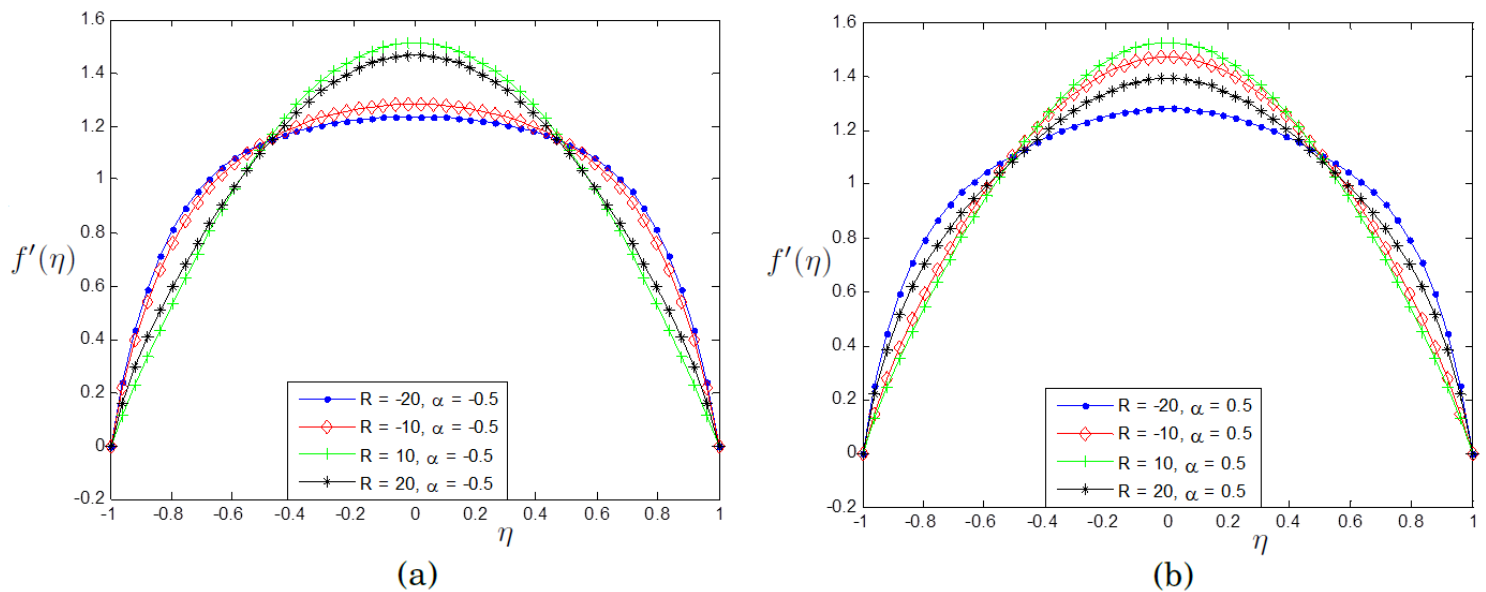 1.6
1.4
1.2
1
0.8
0.6
0.4
0.2
0
-0.2
f′(η)
-1 -0.8 -0.6 -0.4 -0.2 0 0.2 0.4 0.6 0.8 1
η
R = -20, α = -0.5
R = -10, α = -0.5
R = 10, α = -0.5
R = 20, α = -0.5
(a)
1.6
1.4
1.2
1
0.8
0.6
0.4
0.2
0
-0.2
f′(η)
-1 -0.8 -0.6 -0.4 -0.2 0 0.2 0.4 0.6 0.8 1
η
R = -20, α = 0.5
R = -10, α = 0.5
R = 10, α = 0.5
R = 20, α = 0.5
(b)